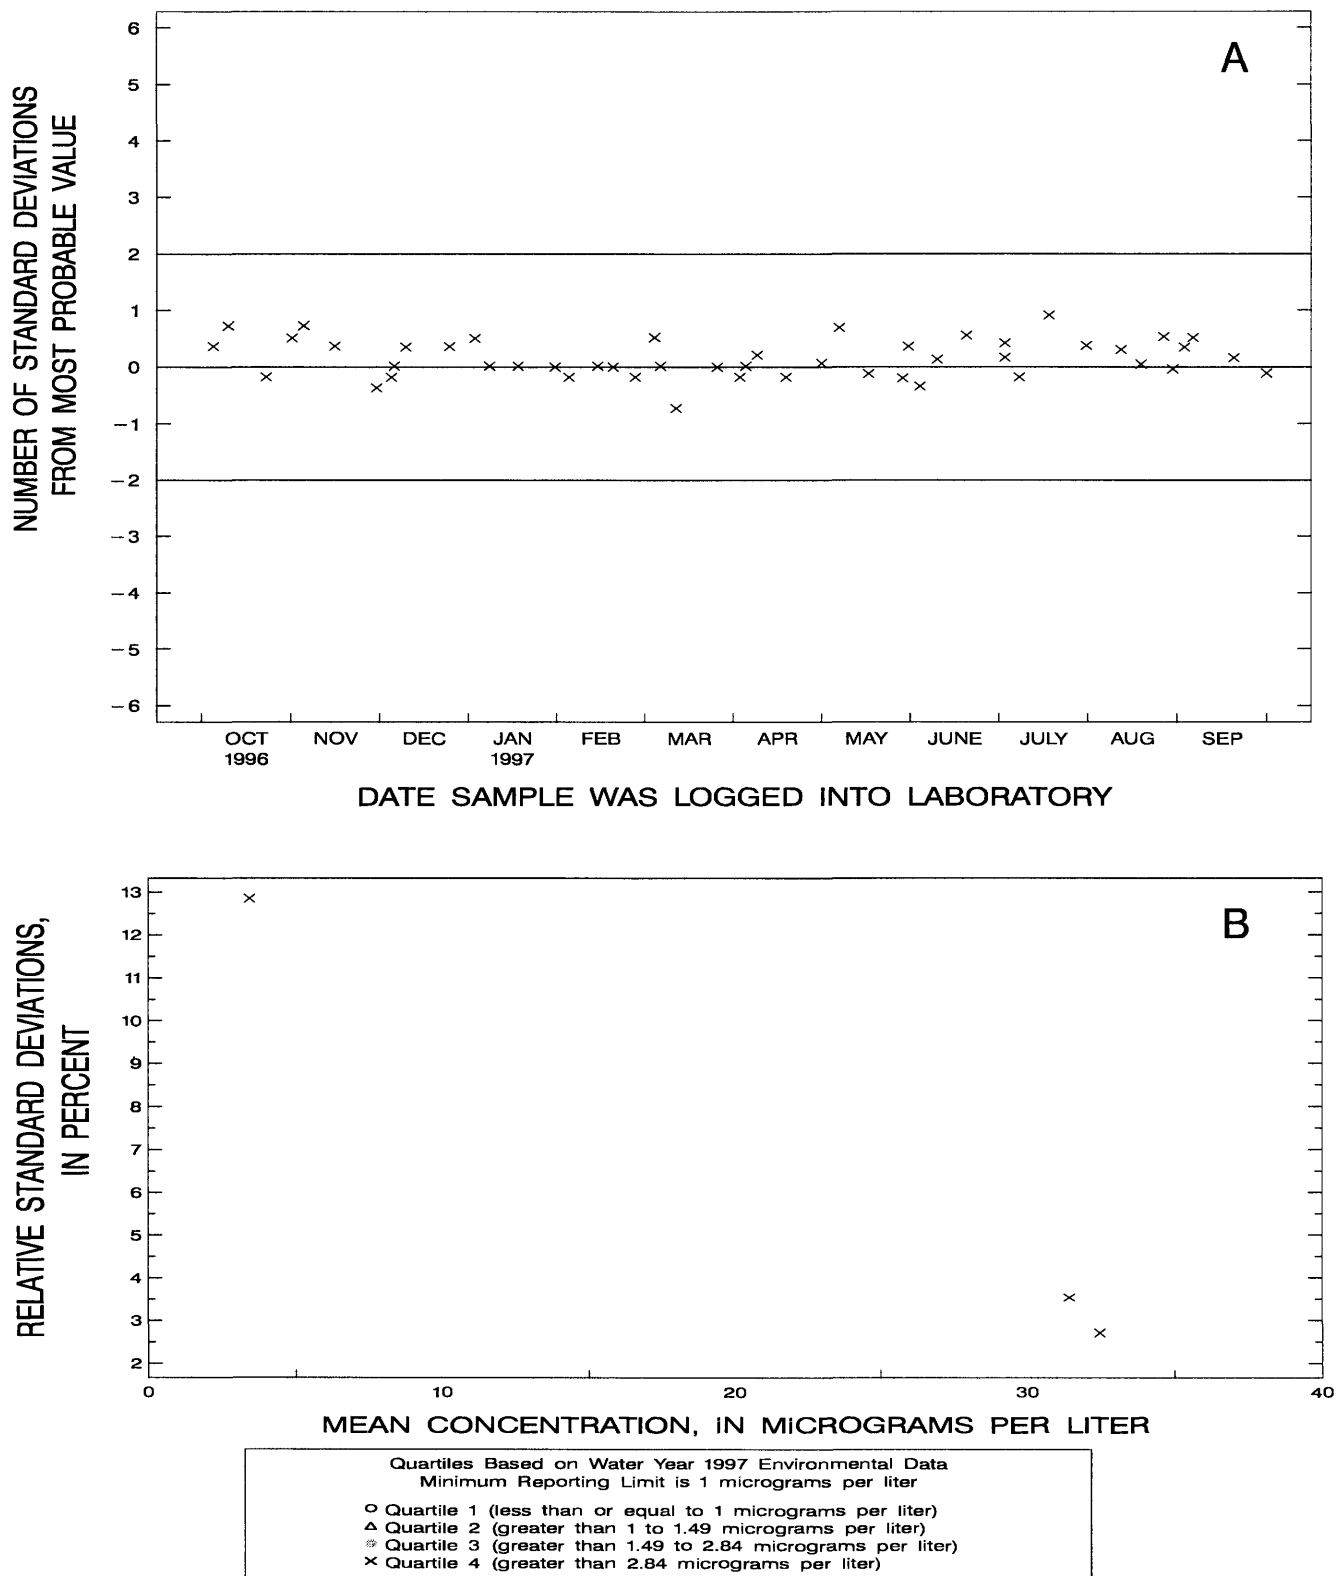 A
NUMBER OF STANDARD DEVIATIONS
FROM MOST PROBABLE VALUE
6
5
4
3
2
1
0
−1
−2
−3
−4
−5
−6
OCT NOV DEC JAN FEB MAR APR MAY JUNE JULY AUG SEP
1996 1997
DATE SAMPLE WAS LOGGED INTO LABORATORY
B
RELATIVE STANDARD DEVIATIONS,
IN PERCENT
13
12
11
10
9
8
7
6
5
4
3
2
0 10 20 30 40
MEAN CONCENTRATION, IN MICROGRAMS PER LITER
Quartiles Based on Water Year 1997 Environmental Data
Minimum Reporting Limit is 1 micrograms per liter
Quartile 1 (less than or equal to 1 micrograms per liter)
Quartile 2 (greater than 1 to 1.49 micrograms per liter)
Quartile 3 (greater than 1.49 to 2.84 micrograms per liter)
Quartile 4 (greater than 2.84 micrograms per liter)